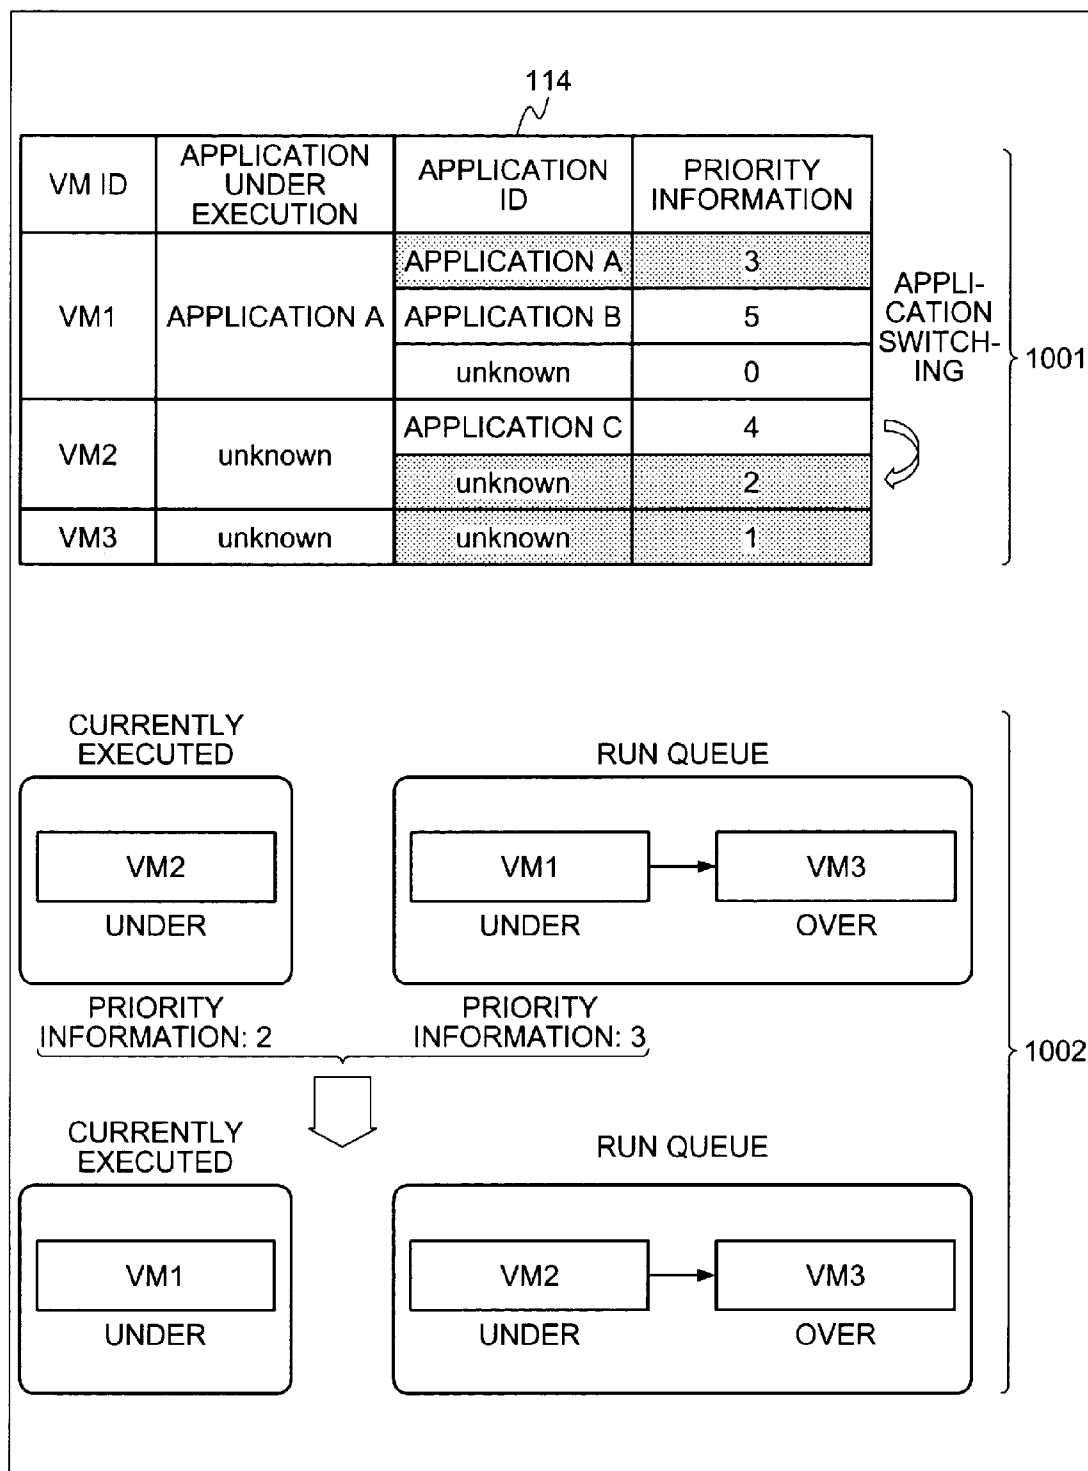 114
VM ID
APPLICATION
UNDER
EXECUTION
APPLICATION
ID
PRIORITY
INFORMATION
VM1
APPLICATION A
APPLICATION A
3
APPLICATION B
5
unknown
0
VM2
unknown
APPLICATION C
4
unknown
2
VM3
unknown
unknown
1
APPLI-
CATION
SWITCH-
ING
1001
CURRENTLY
EXECUTED
RUN QUEUE
VM2
UNDER
VM1
UNDER
VM3
OVER
PRIORITY
INFORMATION: 2
PRIORITY
INFORMATION: 3
1002
CURRENTLY
EXECUTED
RUN QUEUE
VM1
UNDER
VM2
UNDER
VM3
OVER